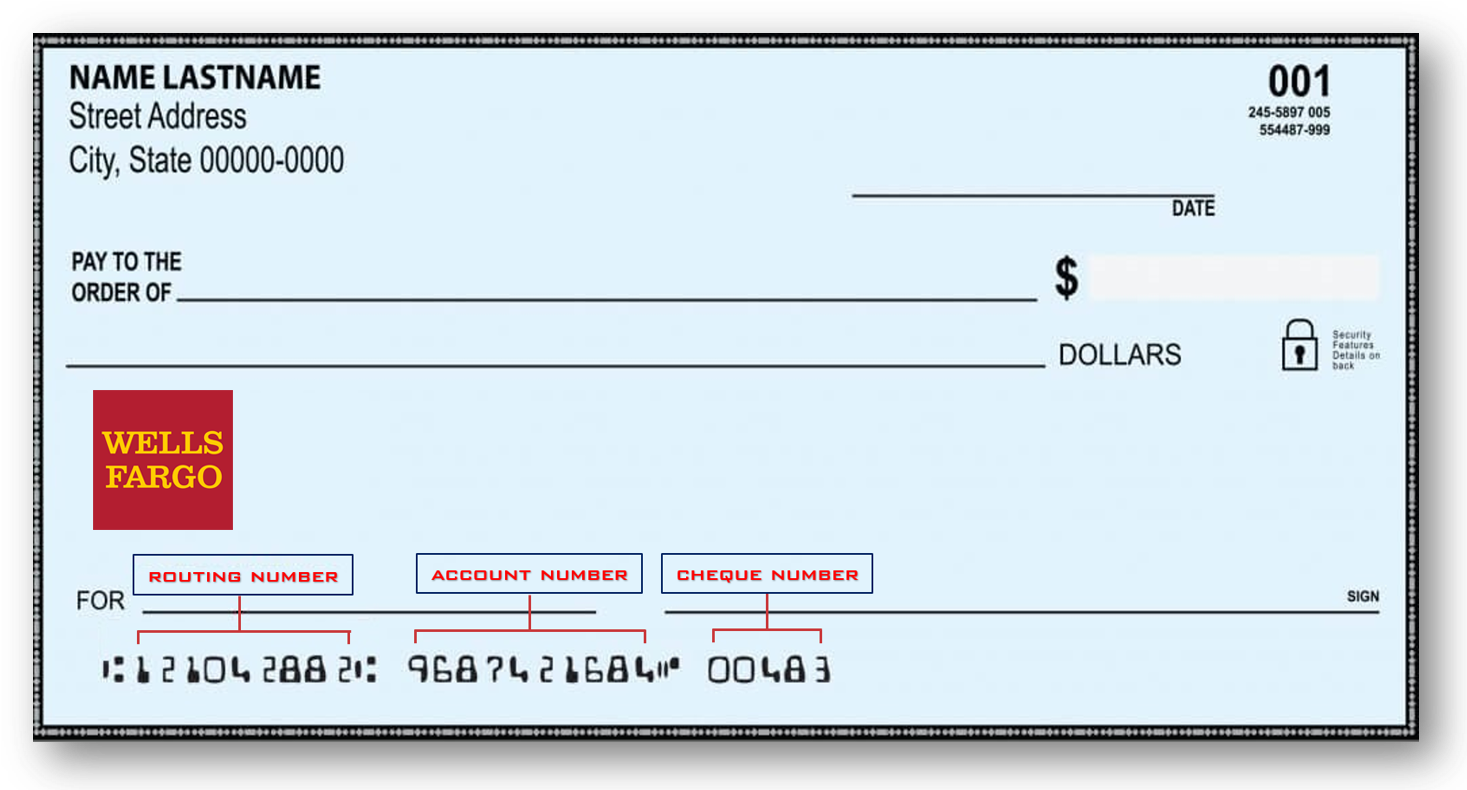 NAME LASTNAME
Street Address
City, State 00000-0000
001
245-5897 005
554487-999
DATE
PAY TO THE
ORDER OF
$
DOLLARS
Security
Features
Details on
back
WELLS
FARGO
ROUTING NUMBER
ACCOUNT NUMBER
CHEQUE NUMBER
FOR
SIGN
⑆121042882⑆ 9687421684⑈ 00483